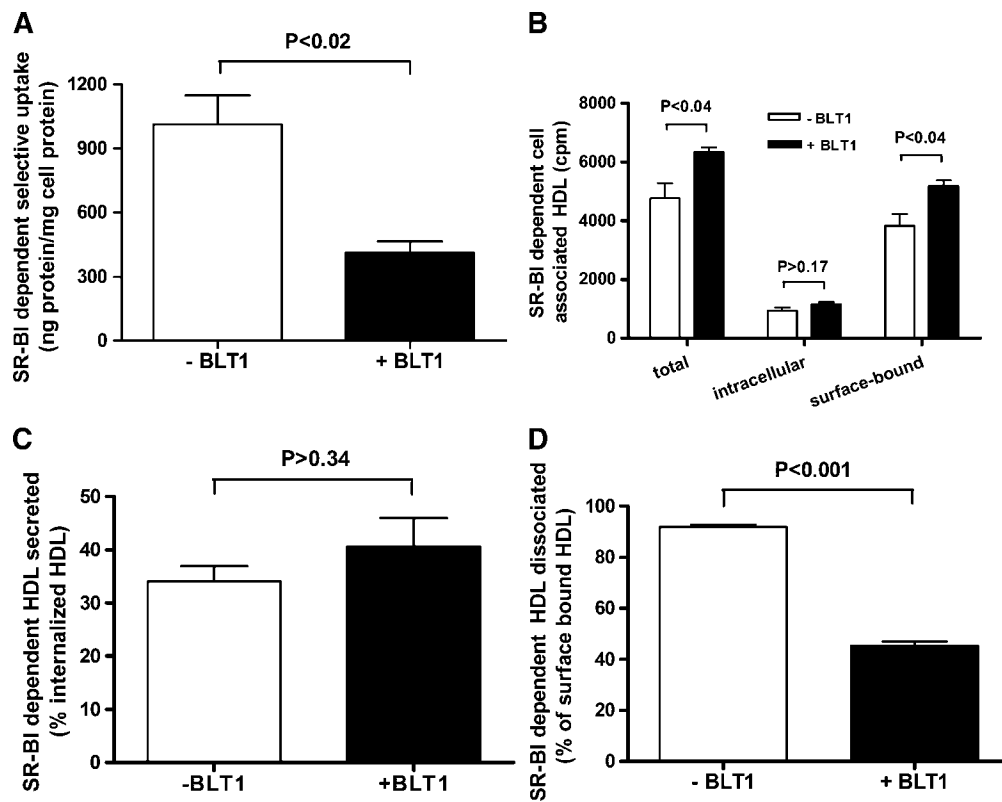 A
P<0.02
SR-BI dependent selective uptake
(ng protein/mg cell protein)
1200
900
600
300
0
- BLT1
+ BLT1
B
SR-BI dependent cell
associated HDL (cpm)
8000
6000
4000
2000
0
P<0.04
P>0.17
P<0.04
- BLT1
+ BLT1
total
intracellular
surface-bound
C
P>0.34
SR-BI dependent HDL secreted
(% internalized HDL)
50
40
30
20
10
0
-BLT1
+BLT1
D
P<0.001
SR-BI dependent HDL dissociated
(% of surface bound HDL)
100
80
60
40
20
0
- BLT1
+ BLT1